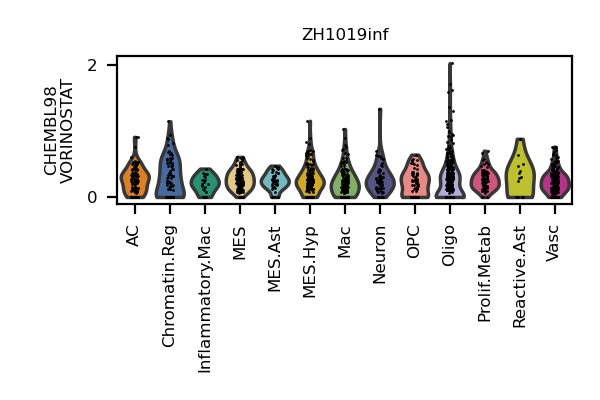 ZH1019inf
CHEMBL98
VORINOSTAT
2
0
AC
Chromatin.Reg
Inflammatory.Mac
MES
MES.Ast
MES.Hyp
Mac
Neuron
OPC
Oligo
Prolif.Metab
Reactive.Ast
Vasc